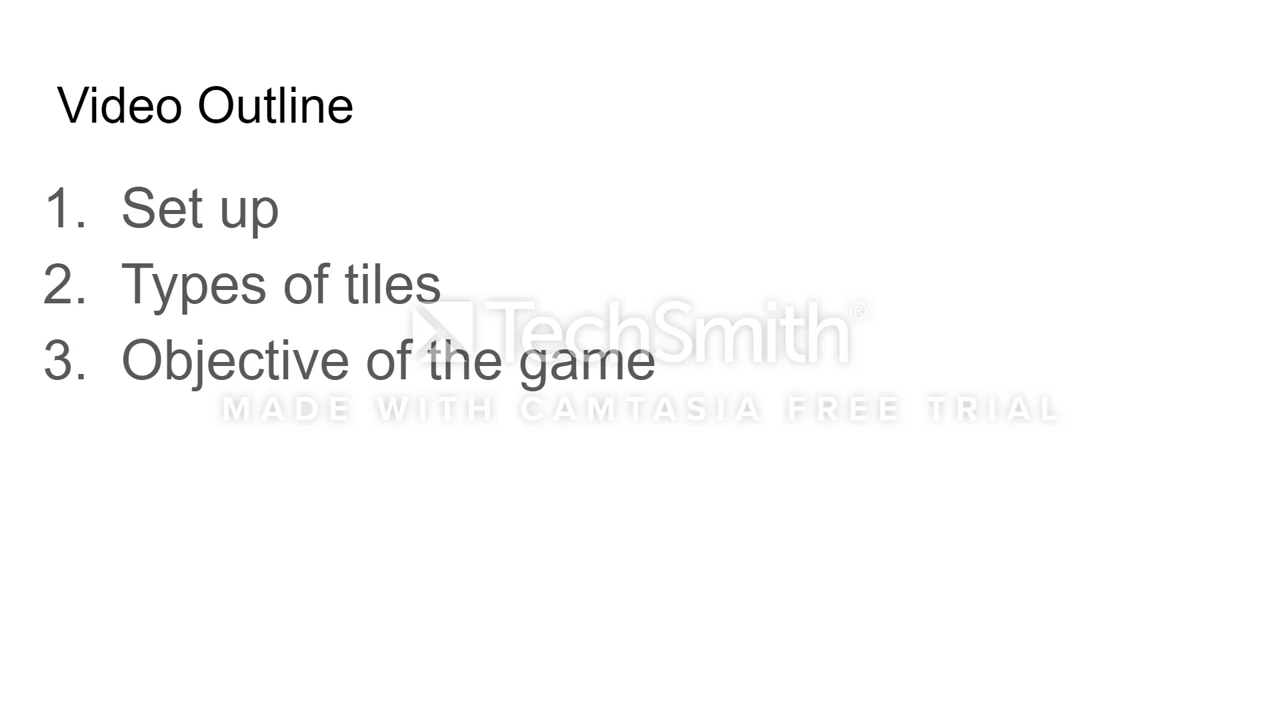 Video Outline
1. Set up
2. Types of tiles
3. Objective of the game
TechSmith®
MADE WITH CAMTASIA FREE TRIAL